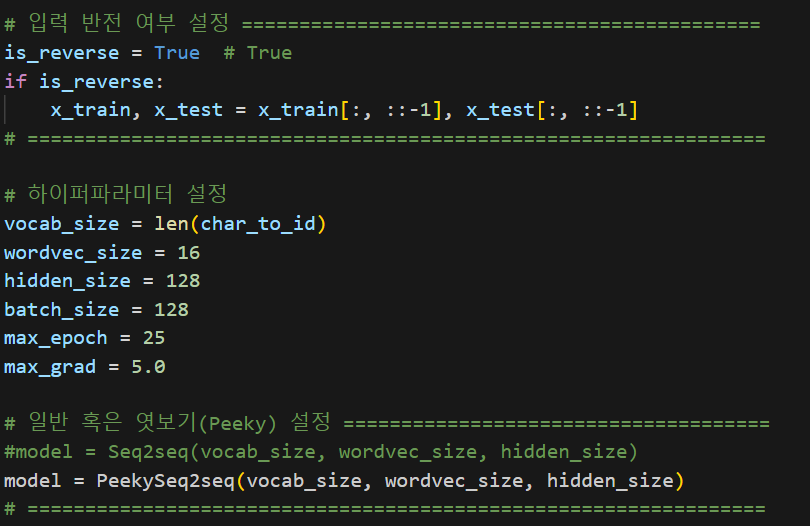 # 입력 반전 여부 설정 =============================================
is_reverse = True  # True
if is_reverse:
    x_train, x_test = x_train[:, ::-1], x_test[:, ::-1]
# ================================================================

# 하이퍼파라미터 설정
vocab_size = len(char_to_id)
wordvec_size = 16
hidden_size = 128
batch_size = 128
max_epoch = 25
max_grad = 5.0

# 일반 혹은 엿보기(Peeky) 설정 =====================================
#model = Seq2seq(vocab_size, wordvec_size, hidden_size)
model = PeekySeq2seq(vocab_size, wordvec_size, hidden_size)
# ================================================================